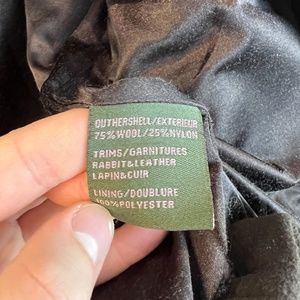 OUTHERSHELL/EXTERIEUR
75%WOOL/25%NYLON
TRIMS/GARNITURES
RABBIT&LEATHER
LAPIN&CUIR
LINING/DOUBLURE
100%POLYESTER